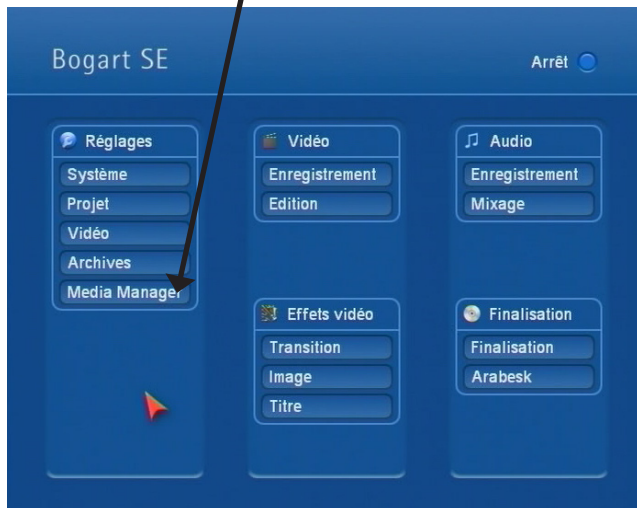 Bogart SE
Arrêt
Réglages
Système
Projet
Vidéo
Archives
Media Manager
Vidéo
Enregistrement
Edition
Audio
Enregistrement
Mixage
Effets vidéo
Transition
Image
Titre
Finalisation
Finalisation
Arabesk